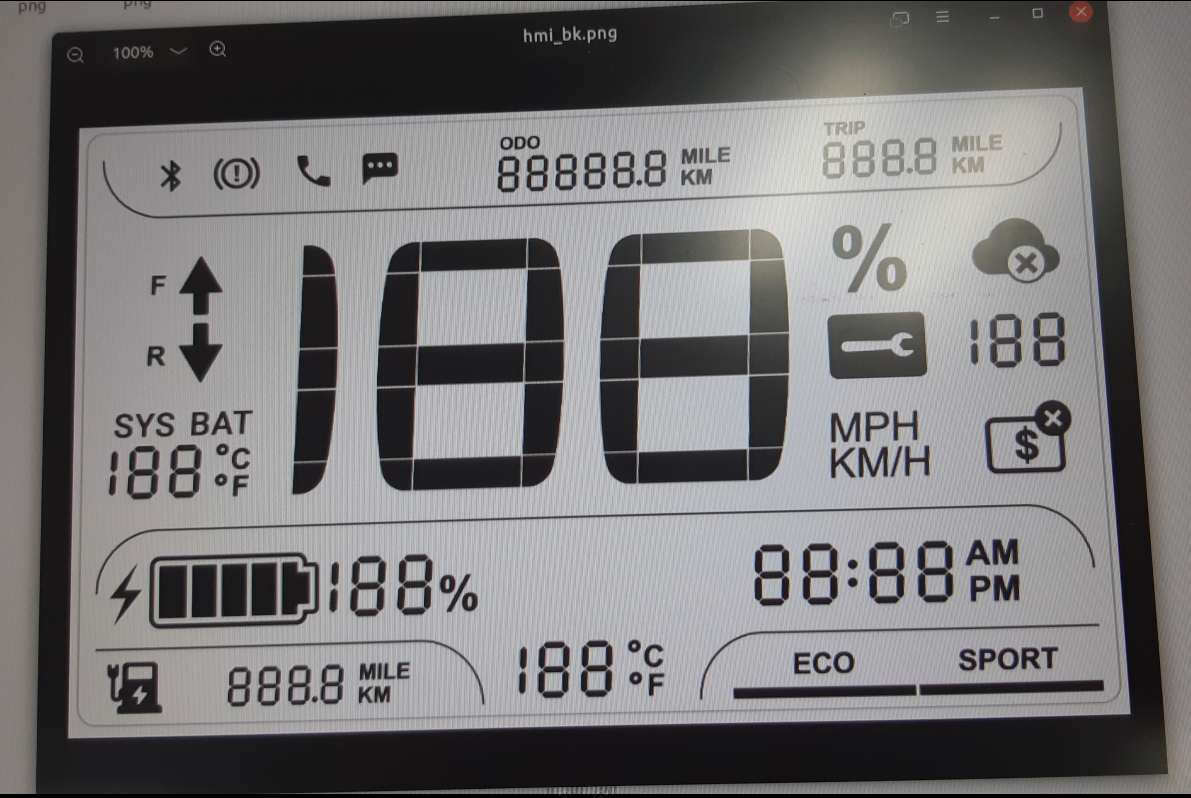 png
png
100%
hmi_bk.png
ODO
88888.8 MILE
KM
TRIP
888.8 MILE
KM
F
R
188
%
188
SYS BAT
188 °C
°F
MPH
KM/H
$
188%
88:88 AM
PM
888.8 MILE
KM
188 °C
°F
ECO
SPORT